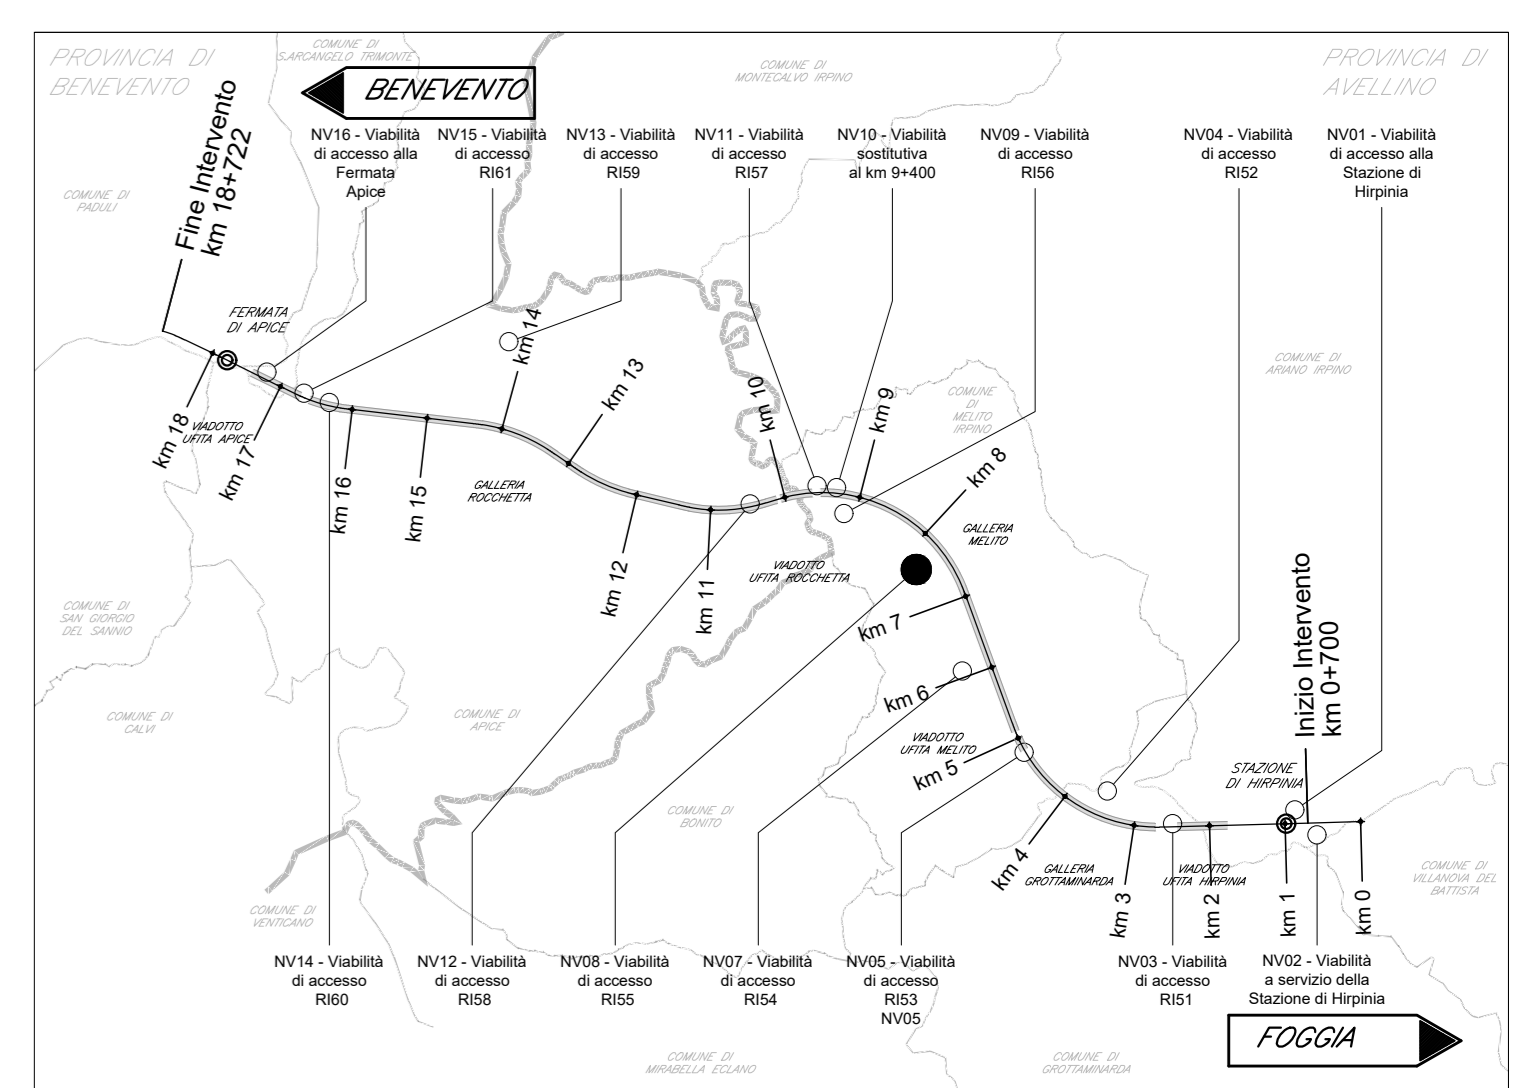 PROVINCIA DI
BENEVENTO
COMUNE DI
S.ARCANGELO TRIMONTE
BENEVENTO
COMUNE DI
MONTECALVO IRPINO
PROVINCIA DI
AVELLINO
Fine Intervento
km 18+722
NV16 - Viabilità
di accesso alla
Fermata
Apice
NV15 - Viabilità
di accesso
RI61
NV13 - Viabilità
di accesso
RI59
NV11 - Viabilità
di accesso
RI57
NV10 - Viabilità
sostitutiva
al km 9+400
NV09 - Viabilità
di accesso
RI56
NV04 - Viabilità
di accesso
RI52
NV01 - Viabilità
di accesso alla
Stazione di
Hirpinia
COMUNE DI
PADULI
FERMATA
DI APICE
COMUNE DI
ARIANO IRPINO
COMUNE
DI
MELITO
IRPINO
km 18
VIADOTTO
UFITA APICE
km 17
km 16
km 15
km 14
km 13
km 12
km 11
km 10
km 9
km 8
km 7
km 6
km 5
km 4
km 3
km 2
km 1
km 0
GALLERIA
ROCCHETTA
GALLERIA
MELITO
VIADOTTO
UFITA ROCCHETTA
COMUNE DI
SAN GIORGIO
DEL SANNIO
Inizio Intervento
km 0+700
COMUNE DI
CALVI
COMUNE DI
APICE
VIADOTTO
UFITA MELITO
STAZIONE
DI HIRPINIA
COMUNE DI
BONITO
GALLERIA
GROTTAMINARDA
VIADOTTO
UFITA HIRPINIA
COMUNE DI
VILLANOVA DEL
BATTISTA
COMUNE DI
VENTICANO
NV14 - Viabilità
di accesso
RI60
NV12 - Viabilità
di accesso
RI58
NV08 - Viabilità
di accesso
RI55
NV07 - Viabilità
di accesso
RI54
NV05 - Viabilità
di accesso
RI53
NV05
NV03 - Viabilità
di accesso
RI51
NV02 - Viabilità
a servizio della
Stazione di Hirpinia
FOGGIA
COMUNE DI
MIRABELLA ECLANO
COMUNE DI
GROTTAMINARDA